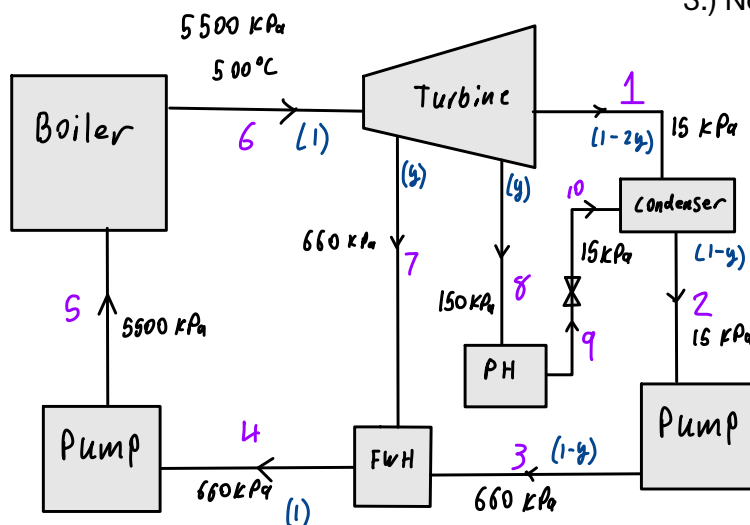 3.) N
5500 kPa
500°C
Boiler
Turbine
6
(1)
1
(1-2y)
15 kPa
(y)
(y)
10
Condenser
660 kPa
7
15kPa
(1-y)
8
150kPa
2
15 kPa
5
5500 kPa
9
PH
Pump
4
FWH
3
(1-y)
Pump
660kPa
(1)
660 kPa